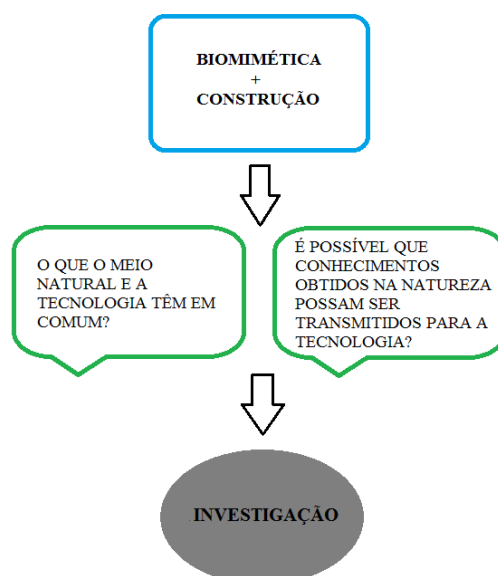 BIOMIMÉTICA
+
CONSTRUÇÃO
O QUE O MEIO
NATURAL E A
TECNOLOGIA TÊM EM
COMUM?
É POSSÍVEL QUE
CONHECIMENTOS
OBTIDOS NA NATUREZA
POSSAM SER
TRANSMITIDOS PARA A
TECNOLOGIA?
INVESTIGAÇÃO